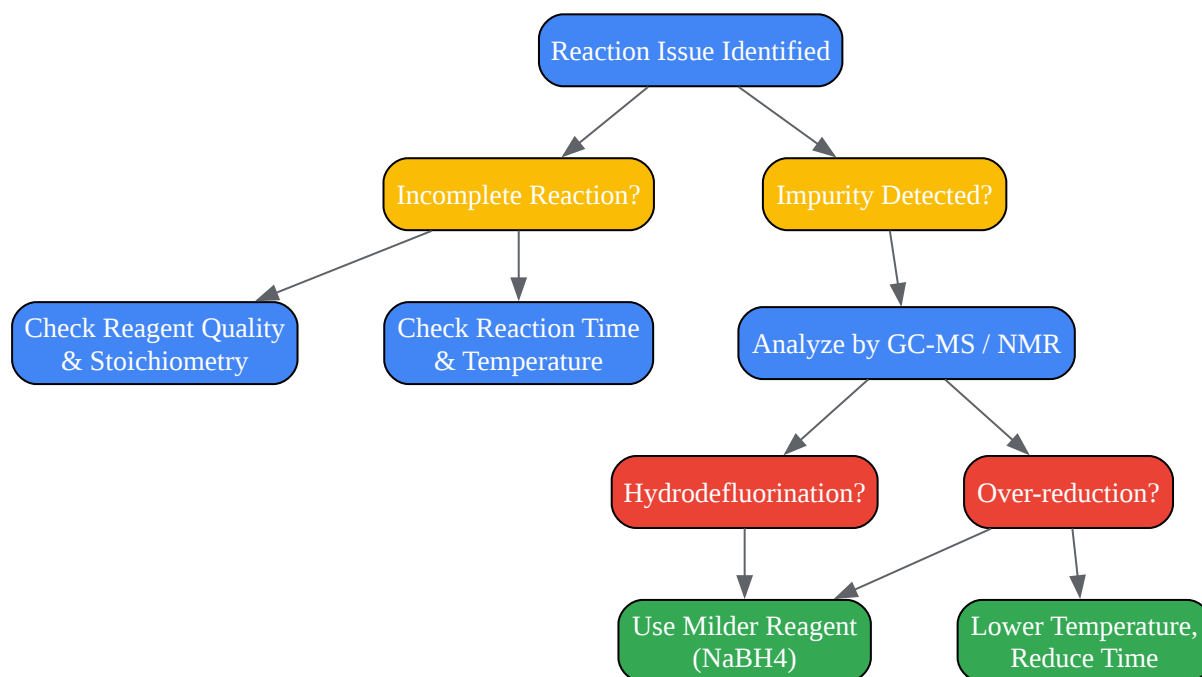 Reaction Issue Identified
Incomplete Reaction?
Impurity Detected?
Check Reagent Quality
& Stoichiometry
Check Reaction Time
& Temperature
Analyze by GC-MS / NMR
Hydrodefluorination?
Over-reduction?
Use Milder Reagent
(NaBH4)
Lower Temperature,
Reduce Time